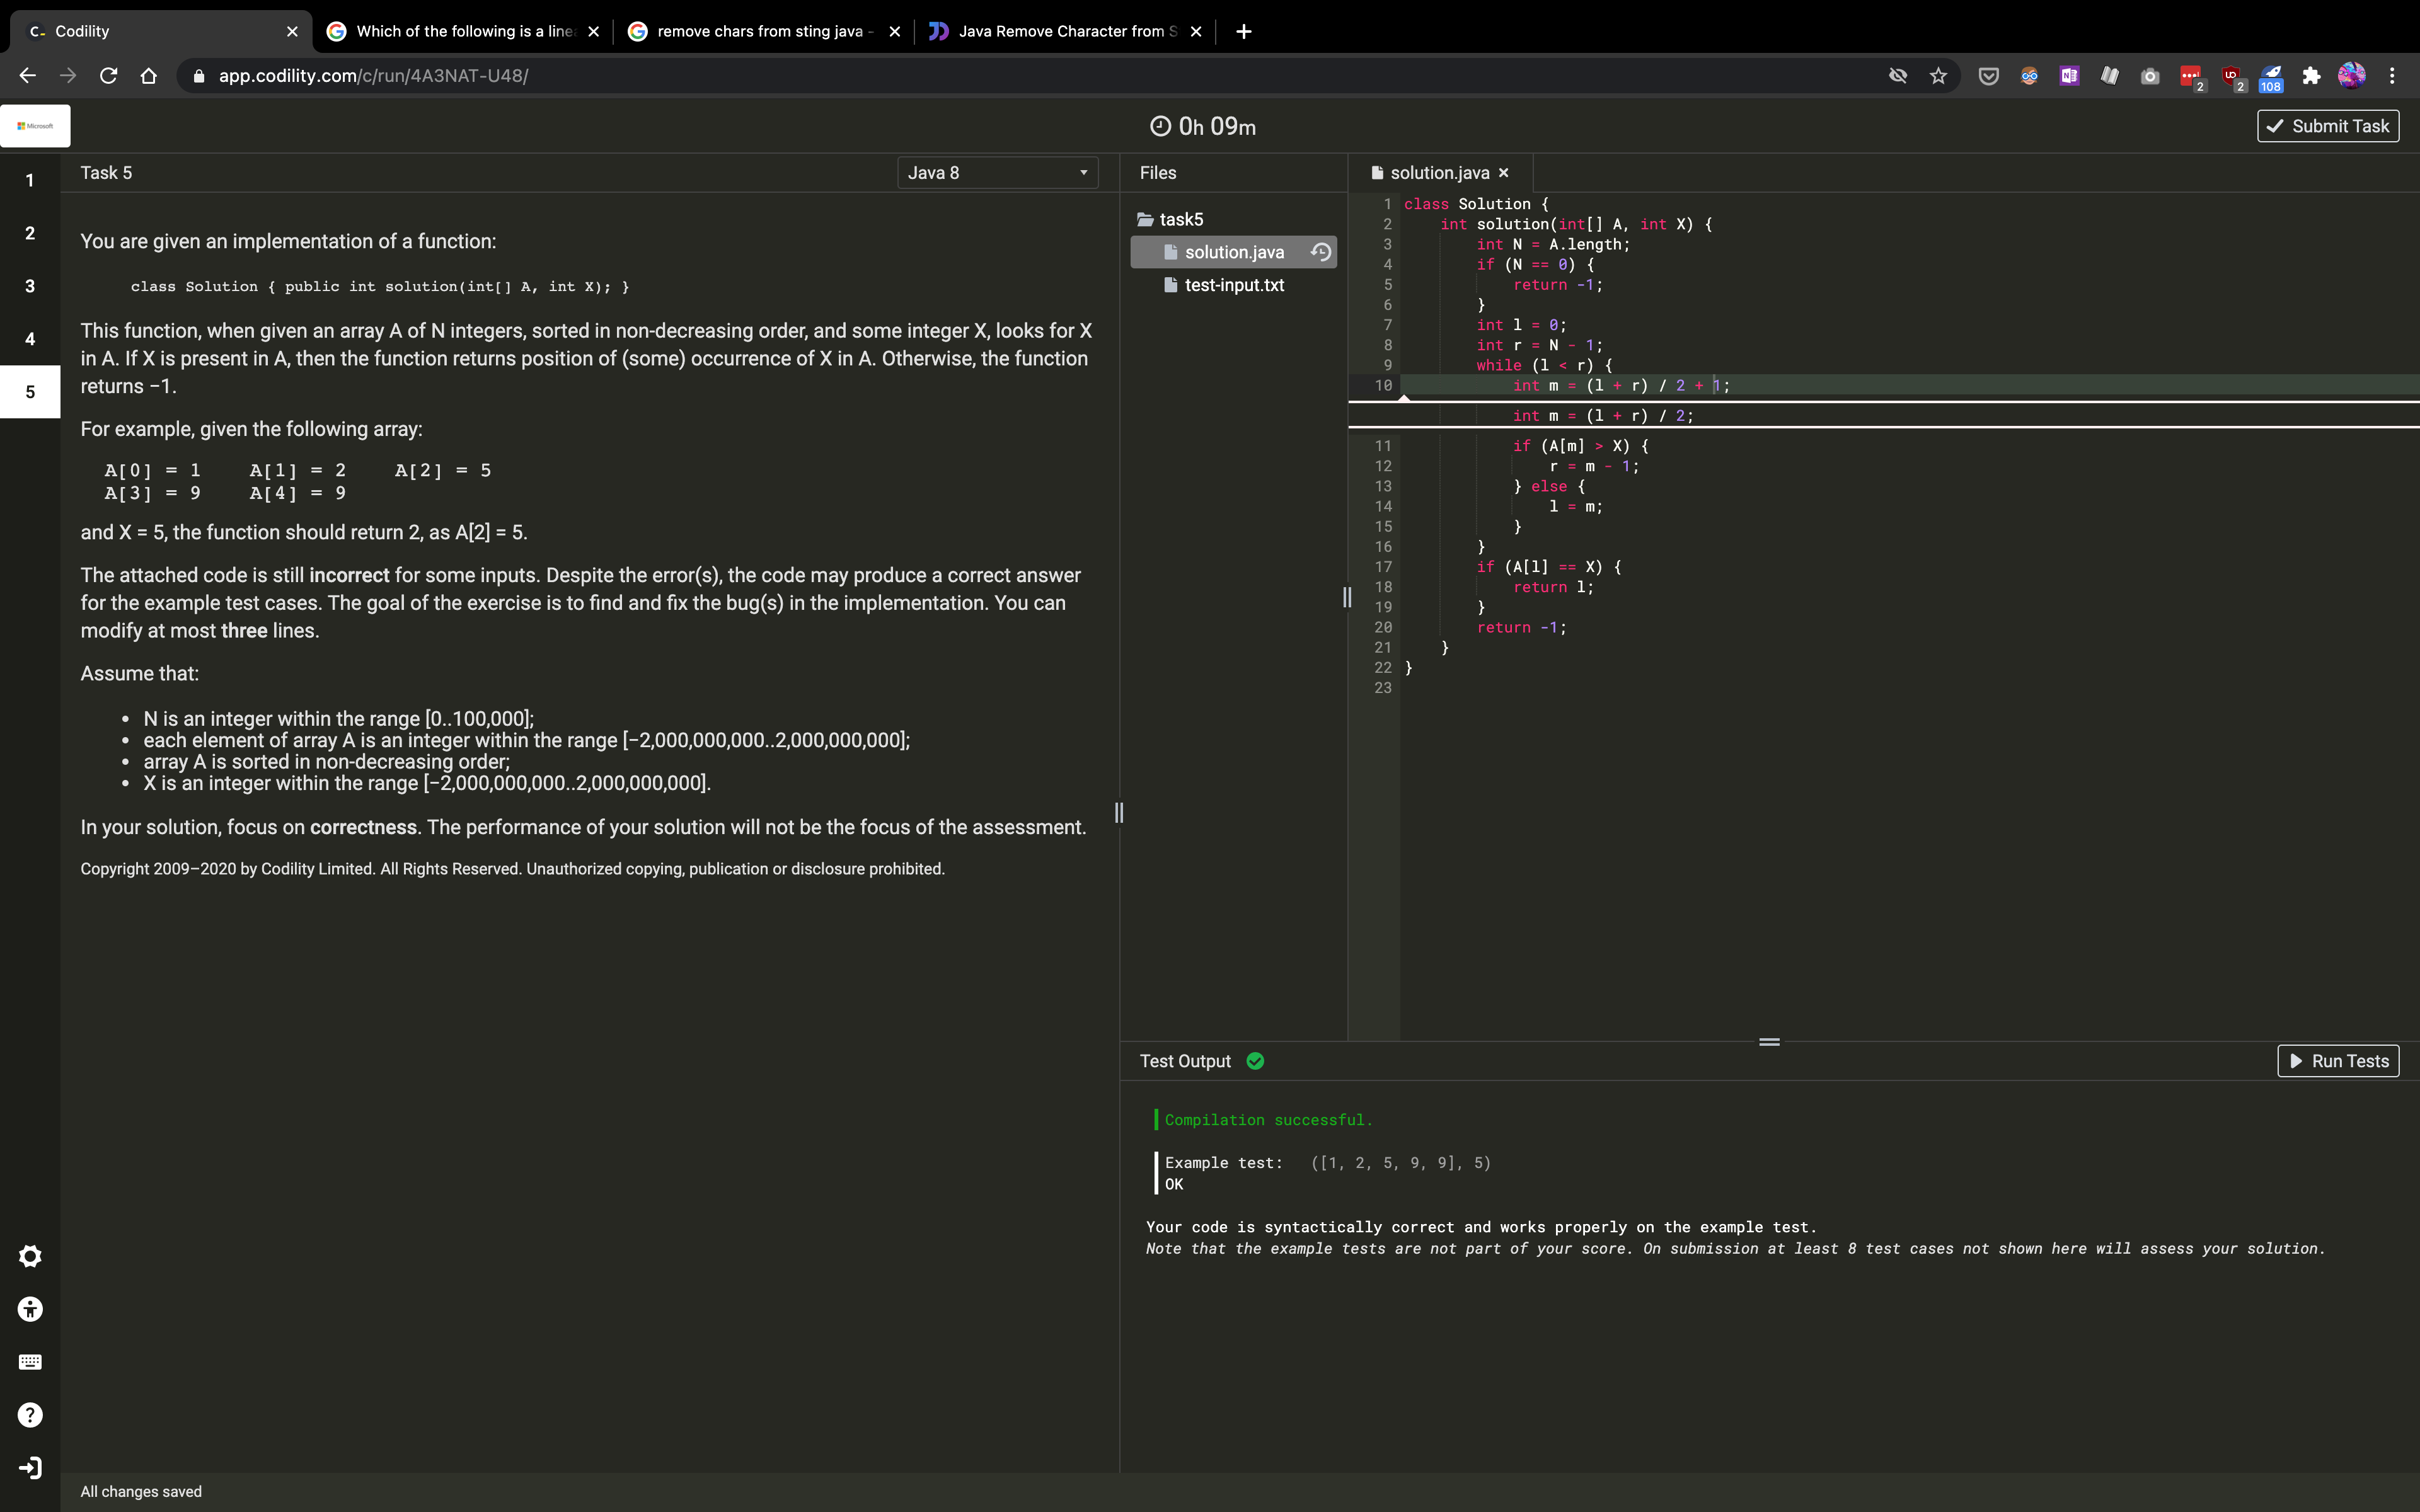 Codility
Which of the following is a line
remove chars from sting java -
Java Remove Character from S
app.codility.com/c/run/4A3NAT-U48/
2
2
108
Microsoft
0h 09m
Submit Task
1
2
3
4
5
Task 5
Java 8
You are given an implementation of a function:
class Solution { public int solution(int[] A, int X); }
This function, when given an array A of N integers, sorted in non-decreasing order, and some integer X, looks for X
in A. If X is present in A, then the function returns position of (some) occurrence of X in A. Otherwise, the function
returns −1.
For example, given the following array:
A[0] = 1 A[1] = 2 A[2] = 5
A[3] = 9 A[4] = 9
and X = 5, the function should return 2, as A[2] = 5.
The attached code is still incorrect for some inputs. Despite the error(s), the code may produce a correct answer
for the example test cases. The goal of the exercise is to find and fix the bug(s) in the implementation. You can
modify at most three lines.
Assume that:
• N is an integer within the range [0..100,000];
• each element of array A is an integer within the range [−2,000,000,000..2,000,000,000];
• array A is sorted in non-decreasing order;
• X is an integer within the range [−2,000,000,000..2,000,000,000].
In your solution, focus on correctness. The performance of your solution will not be the focus of the assessment.
Copyright 2009–2020 by Codility Limited. All Rights Reserved. Unauthorized copying, publication or disclosure prohibited.
Files
task5
solution.java
test-input.txt
solution.java
1 class Solution {
2 int solution(int[] A, int X) {
3 int N = A.length;
4 if (N == 0) {
5 return -1;
6 }
7 int l = 0;
8 int r = N - 1;
9 while (l < r) {
10 int m = (l + r) / 2 + 1;
int m = (l + r) / 2;
11 if (A[m] > X) {
12 r = m - 1;
13 } else {
14 l = m;
15 }
16 }
17 if (A[l] == X) {
18 return l;
19 }
20 return -1;
21 }
22 }
23
Test Output
Run Tests
Compilation successful.
Example test: ([1, 2, 5, 9, 9], 5)
OK
Your code is syntactically correct and works properly on the example test.
Note that the example tests are not part of your score. On submission at least 8 test cases not shown here will assess your solution.
All changes saved